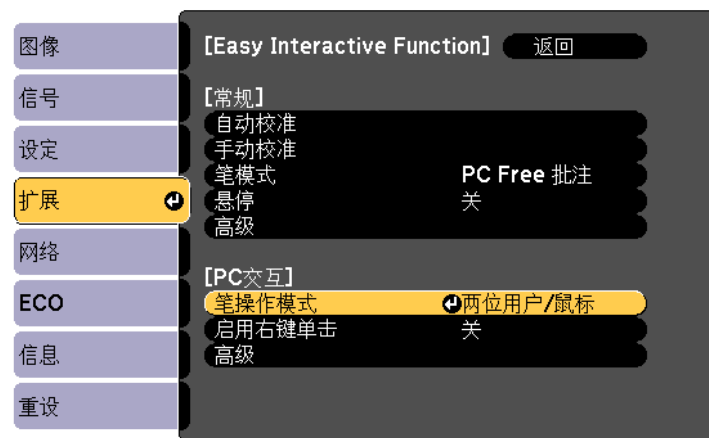 图像
信号
设定
扩展
网络
ECO
信息
重设
[Easy Interactive Function] 返回
[常规]
自动校准
手动校准
笔模式 PC Free 批注
悬停 关
高级
[PC交互]
笔操作模式 两位用户/鼠标
启用右键单击 关
高级